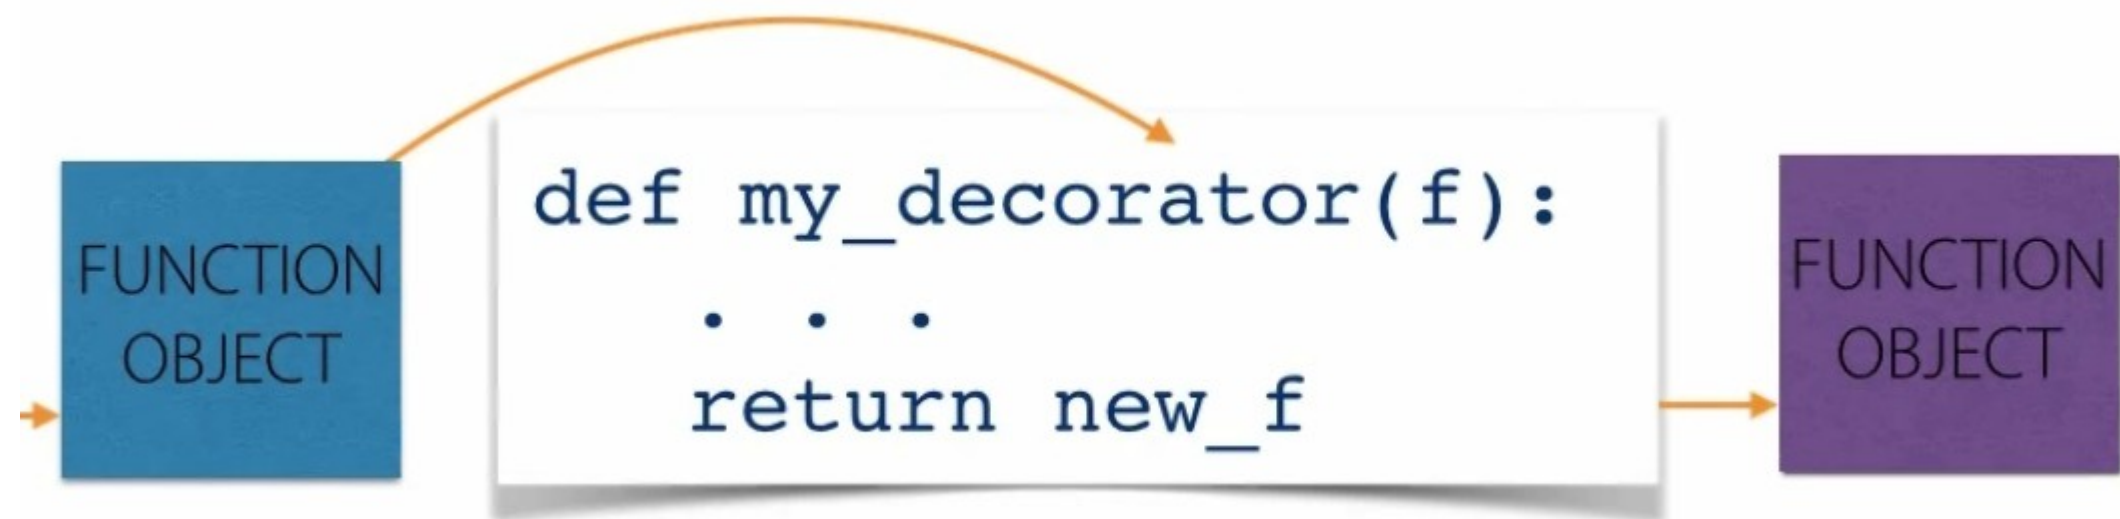 FUNCTION
OBJECT
def my_decorator(f):
. . .
return new_f
FUNCTION
OBJECT